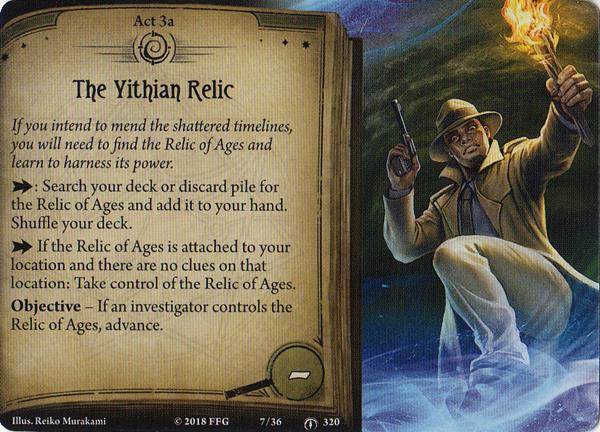 Act 3a
The Yithian Relic
If you intend to mend the shattered timelines,
you will need to find the Relic of Ages and
learn to harness its power.
: Search your deck or discard pile for
the Relic of Ages and add it to your hand.
Shuffle your deck.
If the Relic of Ages is attached to your
location and there are no clues on that
location: Take control of the Relic of Ages.
Objective – If an investigator controls the
Relic of Ages, advance.
–
Illus. Reiko Murakami © 2018 FFG 7/36 320